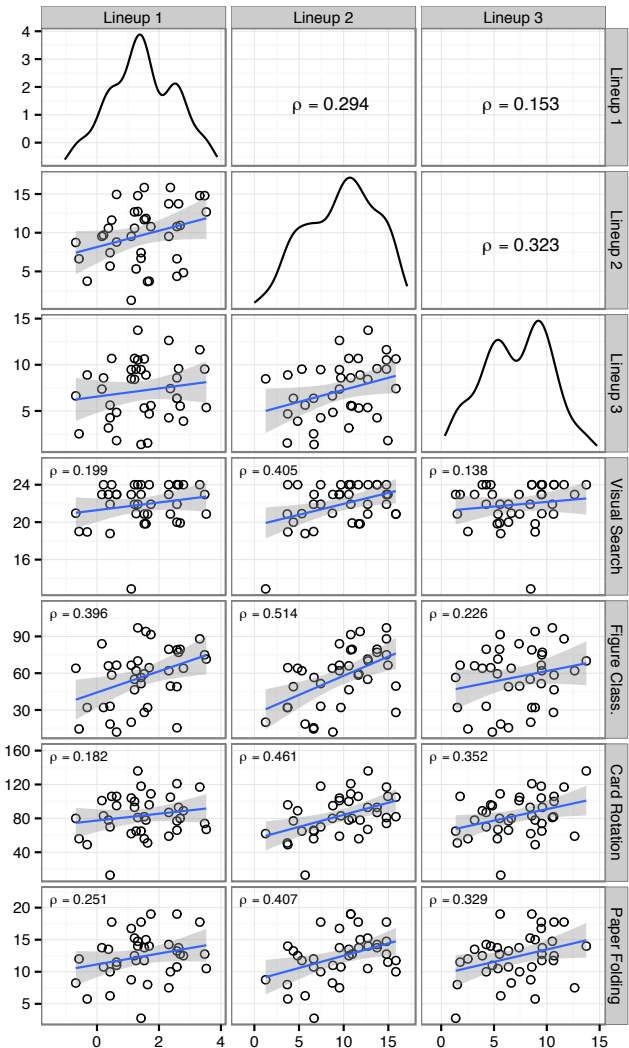 Lineup 1 Lineup 2 Lineup 3
4
3
2
1
0
ρ = 0.294 ρ = 0.153
Lineup 1
15
10
5
ρ = 0.323
Lineup 2
15
10
5
Lineup 3
ρ = 0.199 ρ = 0.405 ρ = 0.138
24
20
16
Visual Search
ρ = 0.396 ρ = 0.514 ρ = 0.226
90
60
30
Figure Class.
ρ = 0.182 ρ = 0.461 ρ = 0.352
160
120
80
40
Card Rotation
ρ = 0.251 ρ = 0.407 ρ = 0.329
20
15
10
5
Paper Folding
0 2 4 0 5 10 15 0 5 10 15